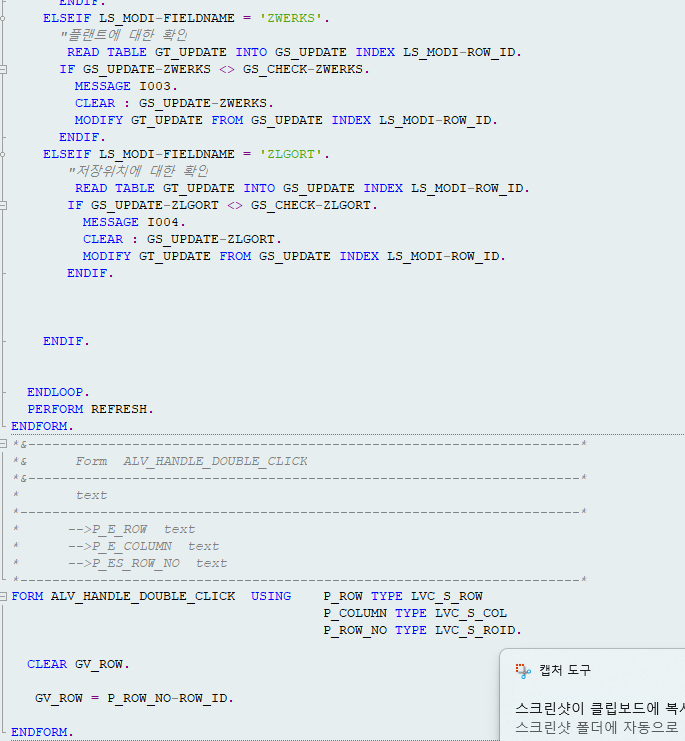 ENDIF.
ELSEIF LS_MODI-FIELDNAME = 'ZWERKS'.
"플랜트에 대한 확인
READ TABLE GT_UPDATE INTO GS_UPDATE INDEX LS_MODI-ROW_ID.
IF GS_UPDATE-ZWERKS <> GS_CHECK-ZWERKS.
MESSAGE I003.
CLEAR : GS_UPDATE-ZWERKS.
MODIFY GT_UPDATE FROM GS_UPDATE INDEX LS_MODI-ROW_ID.
ENDIF.
ELSEIF LS_MODI-FIELDNAME = 'ZLGORT'.
"저장위치에 대한 확인
READ TABLE GT_UPDATE INTO GS_UPDATE INDEX LS_MODI-ROW_ID.
IF GS_UPDATE-ZLGORT <> GS_CHECK-ZLGORT.
MESSAGE I004.
CLEAR : GS_UPDATE-ZLGORT.
MODIFY GT_UPDATE FROM GS_UPDATE INDEX LS_MODI-ROW_ID.
ENDIF.
ENDIF.
ENDLOOP.
PERFORM REFRESH.
ENDFORM.
*&---------------------------------------------------------------------*
*&      Form  ALV_HANDLE_DOUBLE_CLICK
*&---------------------------------------------------------------------*
*       text
*----------------------------------------------------------------------*
*      -->P_E_ROW  text
*      -->P_E_COLUMN  text
*      -->P_ES_ROW_NO  text
*----------------------------------------------------------------------*
FORM ALV_HANDLE_DOUBLE_CLICK  USING    P_ROW TYPE LVC_S_ROW
P_COLUMN TYPE LVC_S_COL
P_ROW_NO TYPE LVC_S_ROID.
CLEAR GV_ROW.
GV_ROW = P_ROW_NO-ROW_ID.
ENDFORM.
캡처 도구
스크린샷이 클립보드에
스크린샷 폴더에 자동으로